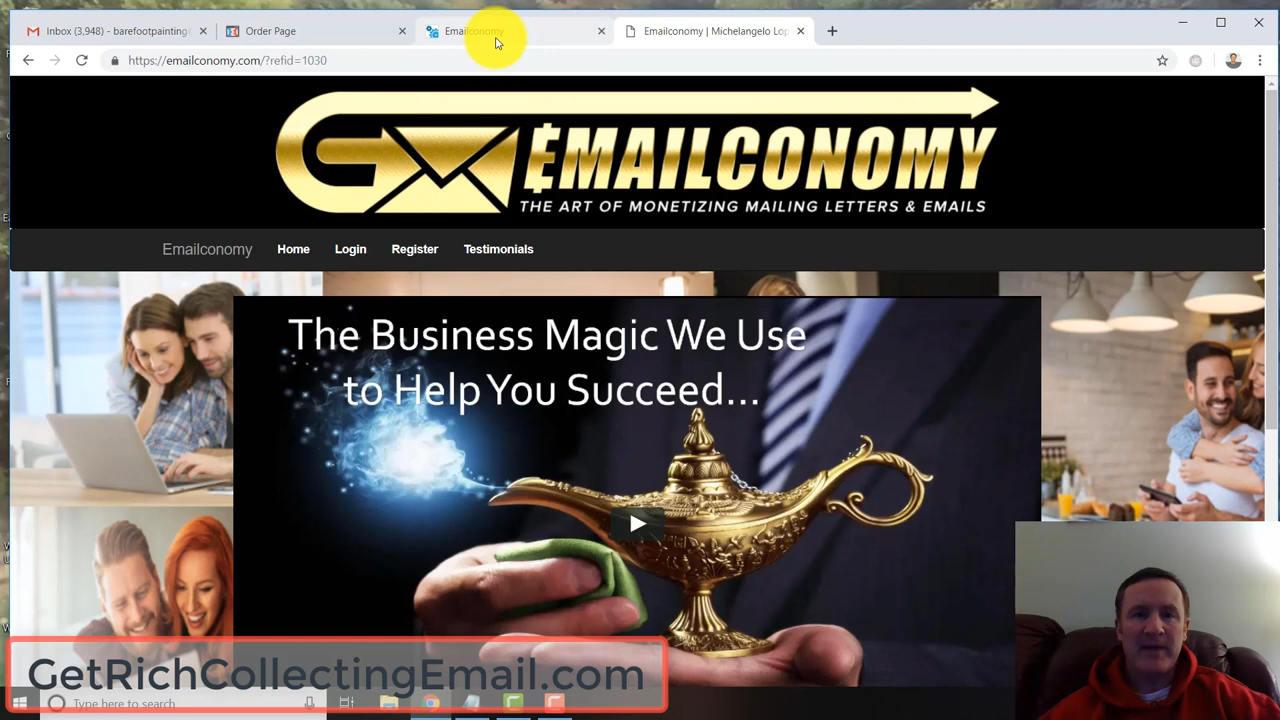 Inbox (3,948) - barefootpainting
Order Page
Emailconomy
Emailconomy | Michelangelo Lop
https://emailconomy.com/?refid=1030
EMAILCONOMY
THE ART OF MONETIZING MAILING LETTERS & EMAILS
Emailconomy Home Login Register Testimonials
The Business Magic We Use
to Help You Succeed...
GetRichCollectingEmail.com
Type here to search